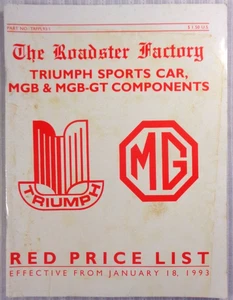 The Roadster Factory
TRIUMPH SPORTS CAR,
MGB & MGB-GT COMPONENTS
TRIUMPH
MG
RED PRICE LIST
EFFECTIVE FROM JANUARY 18, 1993